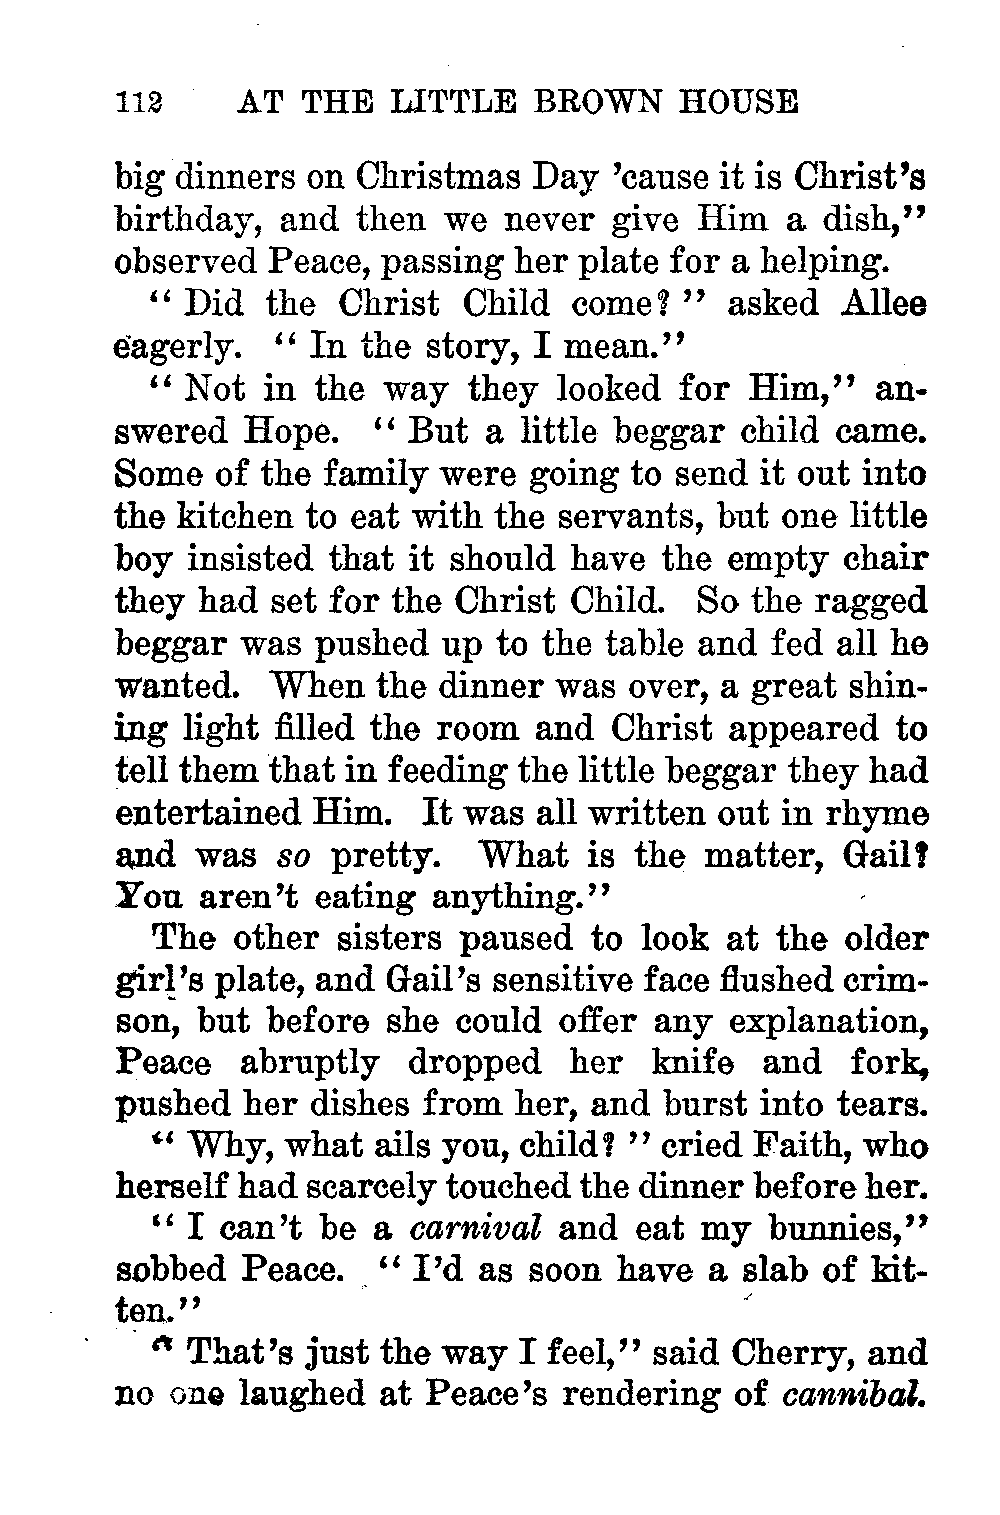 112 AT THE LITTLE BROWN HOUSE
big dinners on Christmas Day 'cause it is Christ's
birthday, and then we never give Him a dish,"
observed Peace, passing her plate for a helping.
" Did the Christ Child come? " asked Allee
eagerly. " In the story, I mean."
" Not in the way they looked for Him," an-
swered Hope. " But a little beggar child came.
Some of the family were going to send it out into
the kitchen to eat with the servants, but one little
boy insisted that it should have the empty chair
they had set for the Christ Child. So the ragged
beggar was pushed up to the table and fed all he
wanted. When the dinner was over, a great shin-
ing light filled the room and Christ appeared to
tell them that in feeding the little beggar they had
entertained Him. It was all written out in rhyme
and was so pretty. What is the matter, Gail?
You aren't eating anything."
The other sisters paused to look at the older
girl's plate, and Gail's sensitive face flushed crim-
son, but before she could offer any explanation,
Peace abruptly dropped her knife and fork,
pushed her dishes from her, and burst into tears.
" Why, what ails you, child? " cried Faith, who
herself had scarcely touched the dinner before her.
" I can't be a carnival and eat my bunnies,"
sobbed Peace. " I'd as soon have a slab of kit-
ten."
" That's just the way I feel," said Cherry, and
no one laughed at Peace's rendering of cannibal.